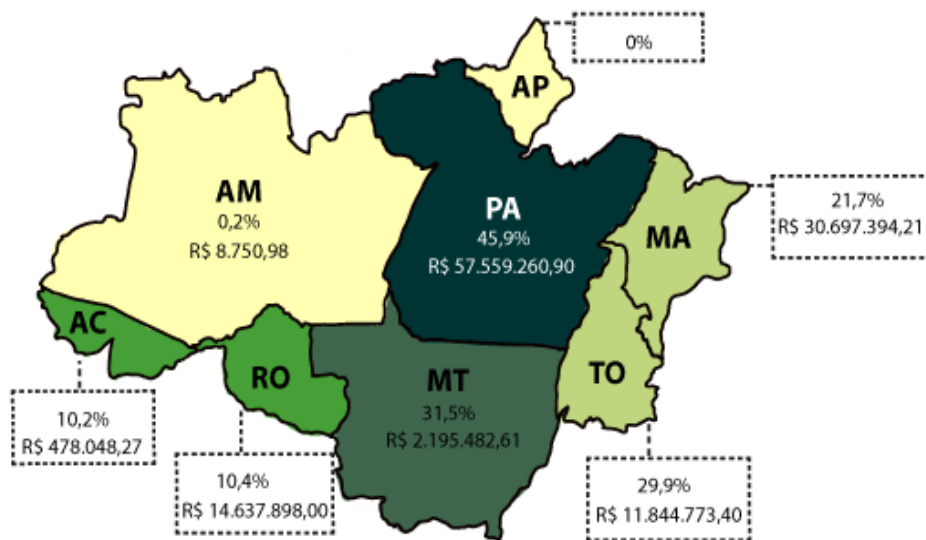 0%
AP
AM
0,2%
R$ 8.750,98
PA
45,9%
R$ 57.559.260,90
21,7%
R$ 30.697.394,21
MA
AC
RO
MT
31,5%
R$ 2.195.482,61
TO
10,2%
R$ 478.048,27
10,4%
R$ 14.637.898,00
29,9%
R$ 11.844.773,40